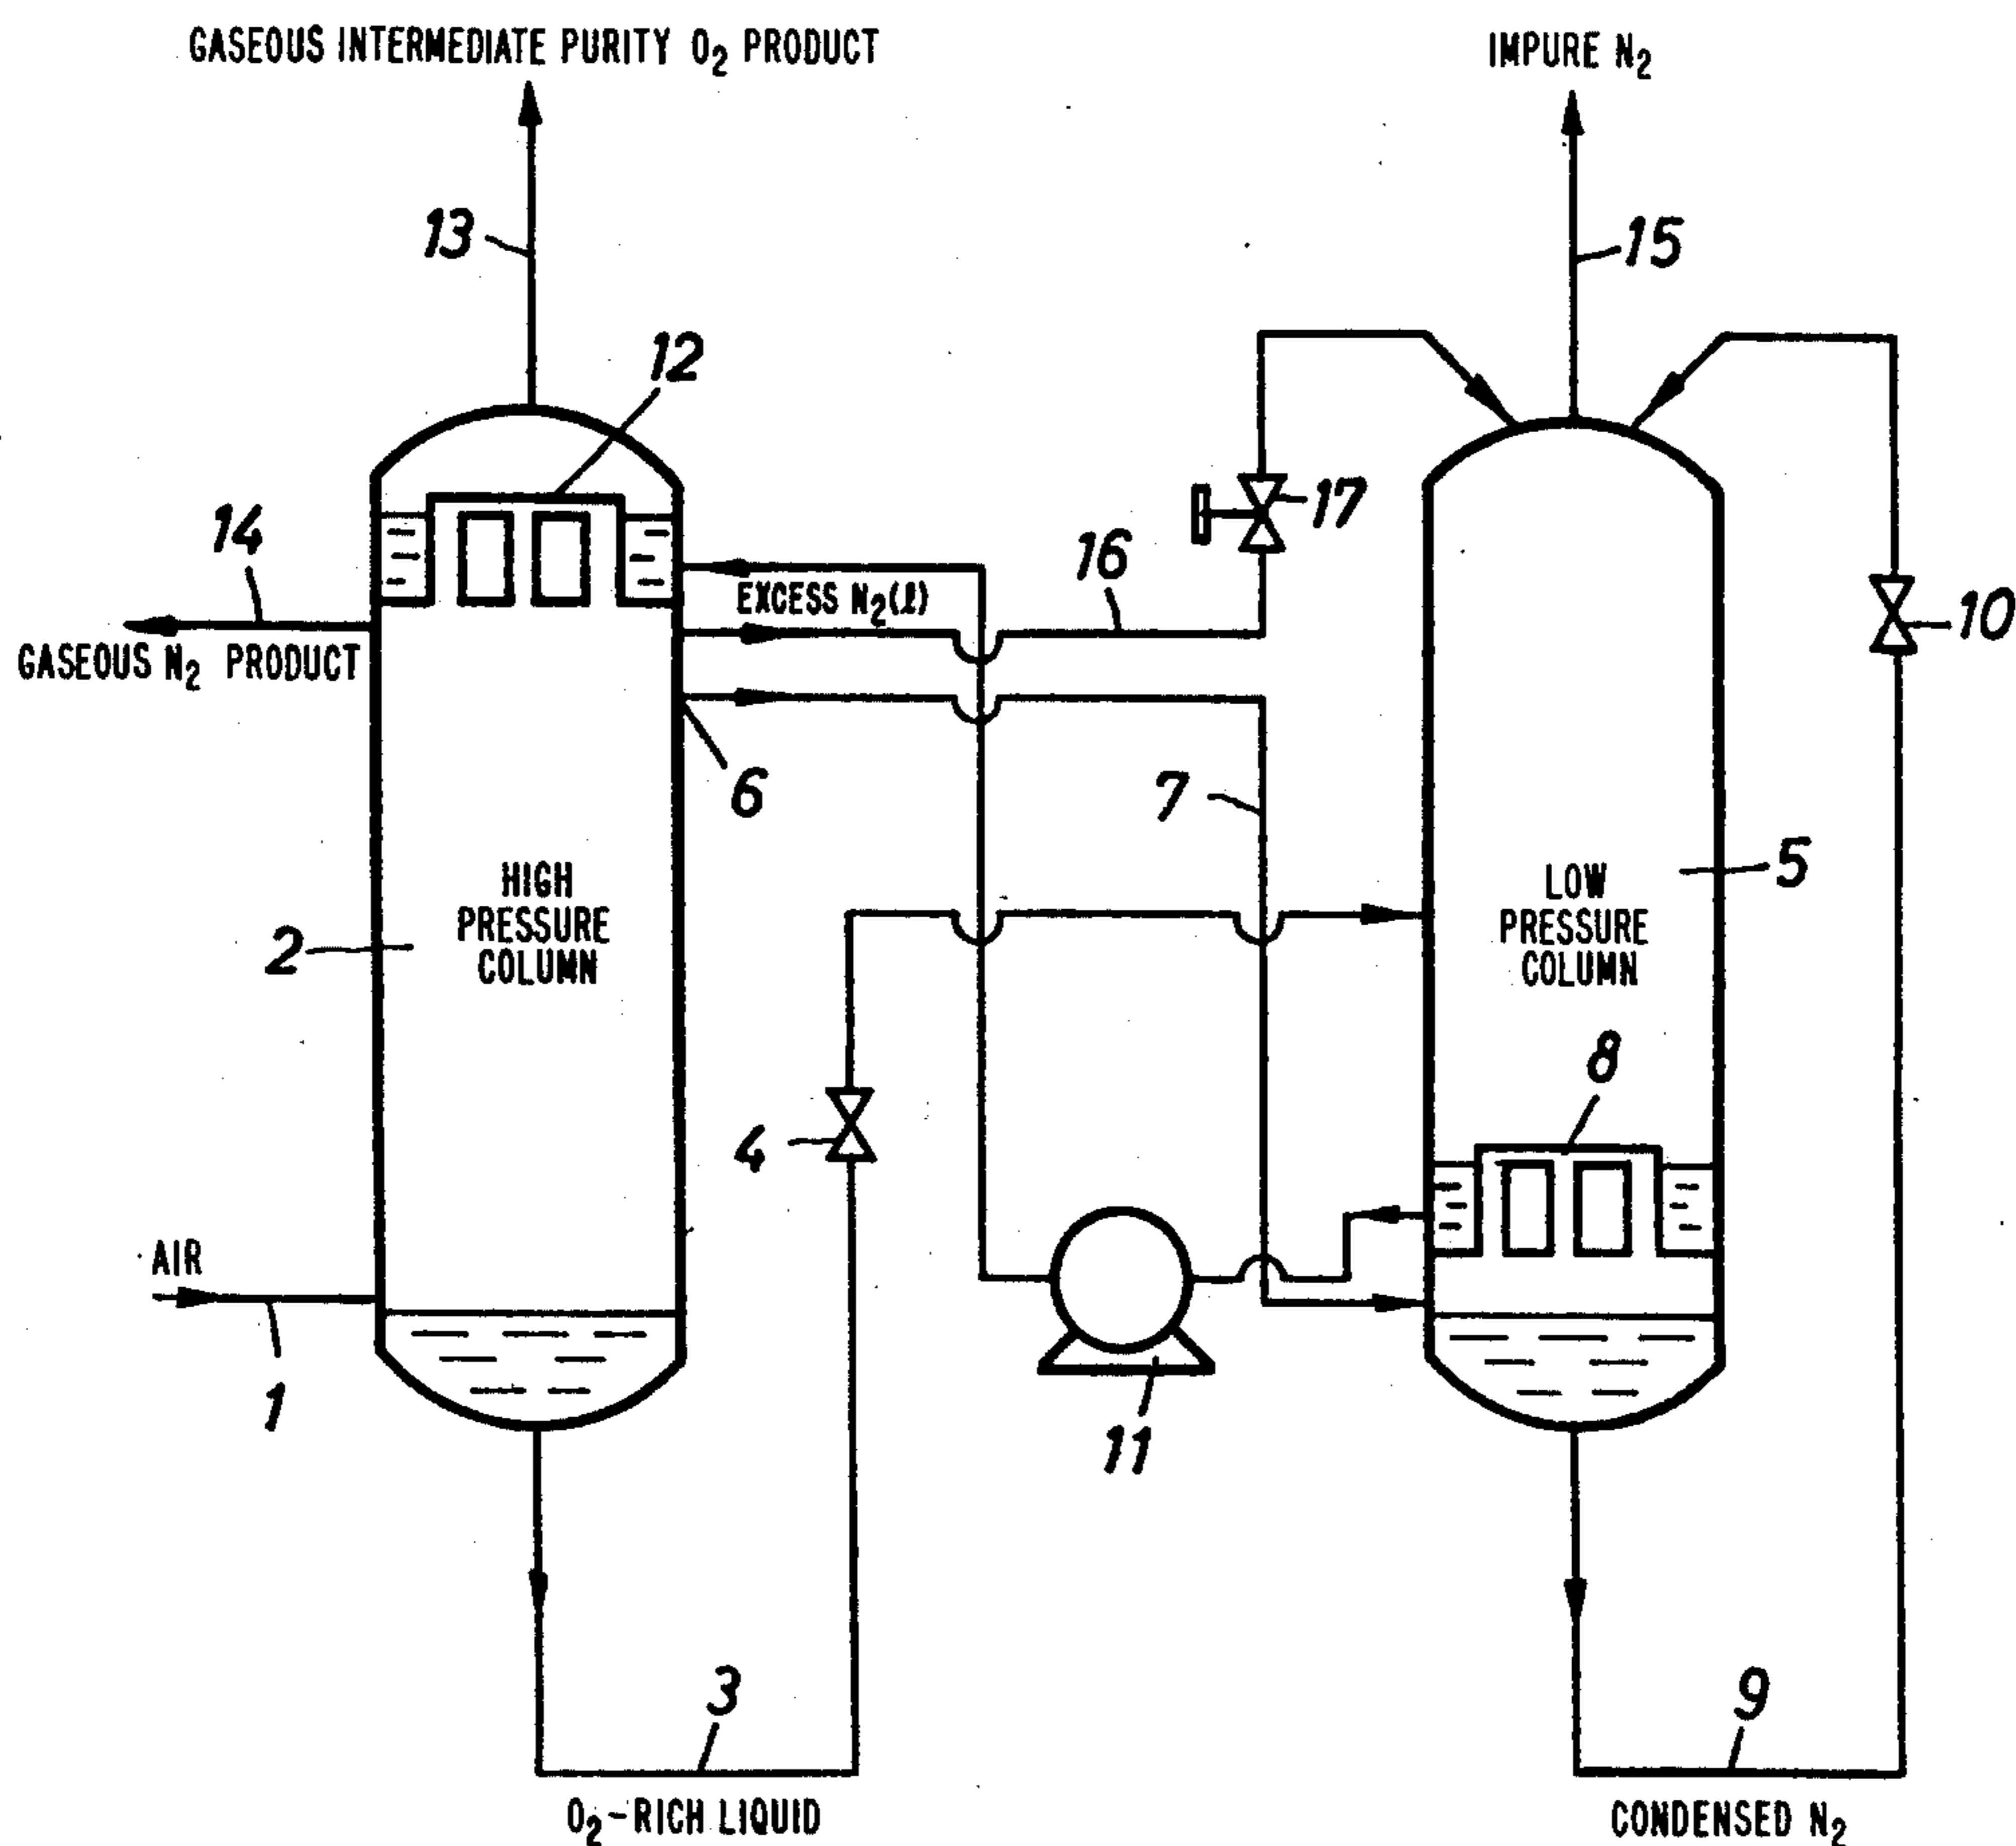 GASEOUS INTERMEDIATE PURITY O₂ PRODUCT
IMPURE N₂
13
15
12
14
16
17
10
EXCESS N₂(ℓ)
GASEOUS N₂ PRODUCT
6
7
2
HIGH
PRESSURE
COLUMN
LOW
PRESSURE
COLUMN
5
8
4
AIR
1
11
3
9
O₂-RICH LIQUID
CONDENSED N₂